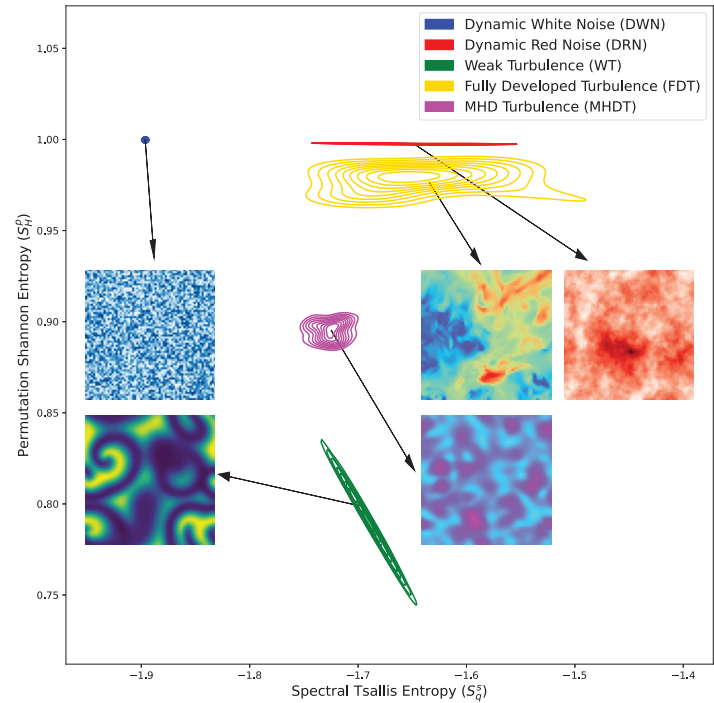 Dynamic White Noise (DWN)
Dynamic Red Noise (DRN)
Weak Turbulence (WT)
Fully Developed Turbulence (FDT)
MHD Turbulence (MHDT)
Permutation Shannon Entropy (S_H^p)
1,05
1.00
0.95
0.90
0.85
0.80
0.75
−1.9
−1.8
−1.7
−1.6
−1.5
−1.4
Spectral Tsallis Entropy (S_q^s)